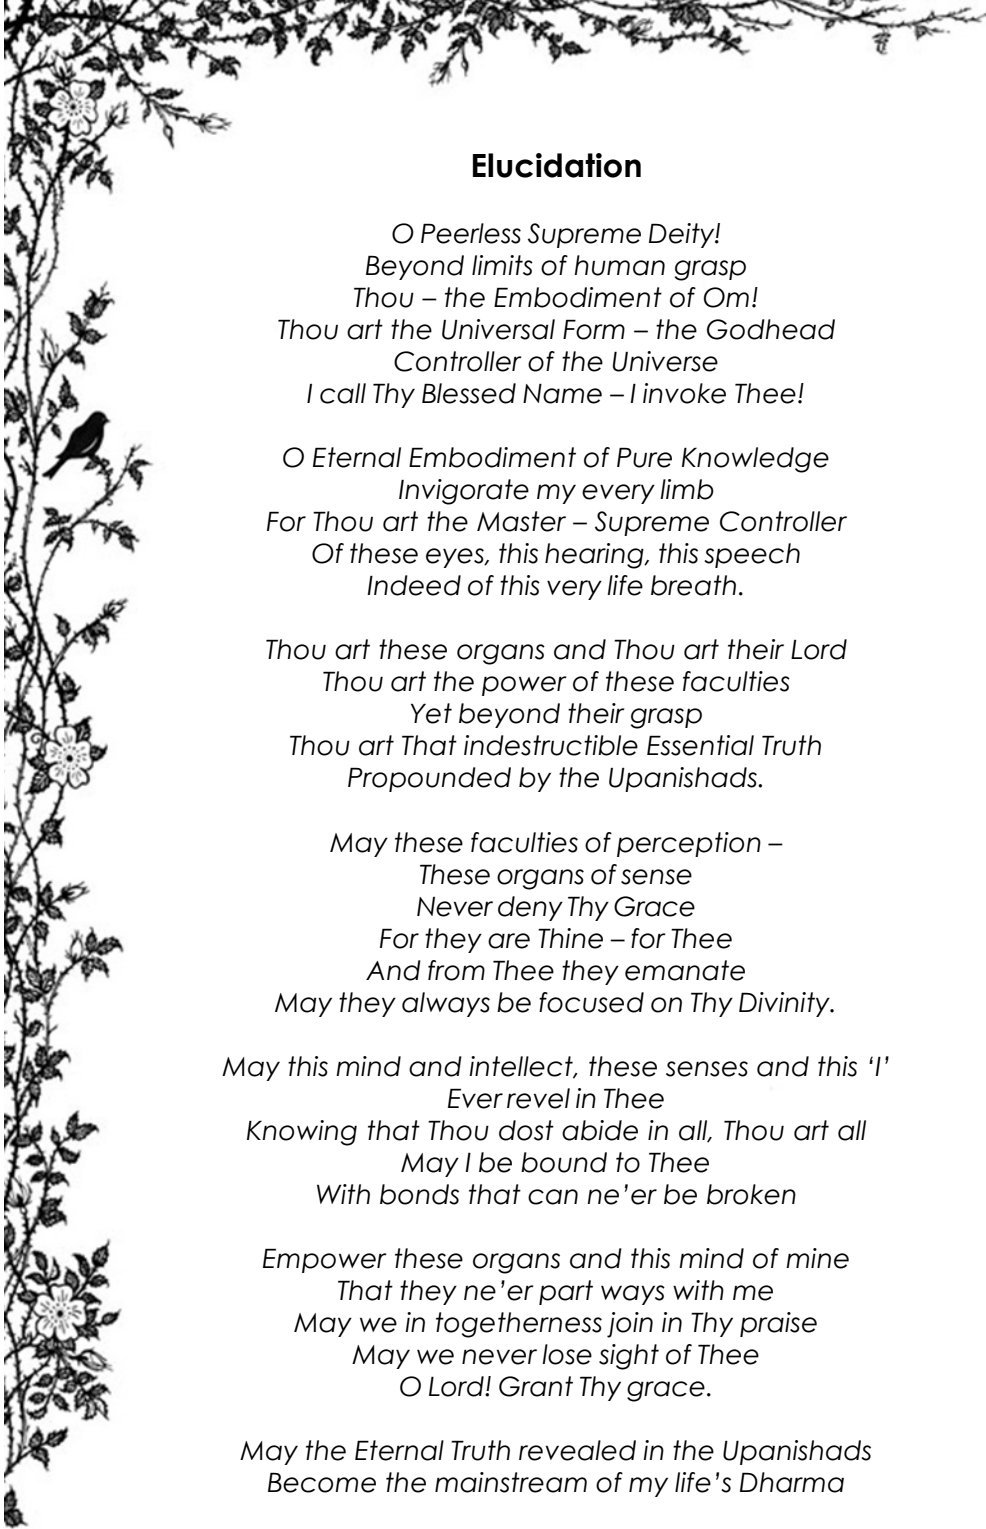 Elucidation
O Peerless Supreme Deity!
Beyond limits of human grasp
Thou – the Embodiment of Om!
Thou art the Universal Form – the Godhead
Controller of the Universe
I call Thy Blessed Name – I invoke Thee!
O Eternal Embodiment of Pure Knowledge
Invigorate my every limb
For Thou art the Master – Supreme Controller
Of these eyes, this hearing, this speech
Indeed of this very life breath.
Thou art these organs and Thou art their Lord
Thou art the power of these faculties
Yet beyond their grasp
Thou art That indestructible Essential Truth
Propounded by the Upanishads.
May these faculties of perception –
These organs of sense
Never deny Thy Grace
For they are Thine – for Thee
And from Thee they emanate
May they always be focused on Thy Divinity.
May this mind and intellect, these senses and this ‘I’
Ever revel in Thee
Knowing that Thou dost abide in all, Thou art all
May I be bound to Thee
With bonds that can ne’er be broken
Empower these organs and this mind of mine
That they ne’er part ways with me
May we in togetherness join in Thy praise
May we never lose sight of Thee
O Lord! Grant Thy grace.
May the Eternal Truth revealed in the Upanishads
Become the mainstream of my life’s Dharma